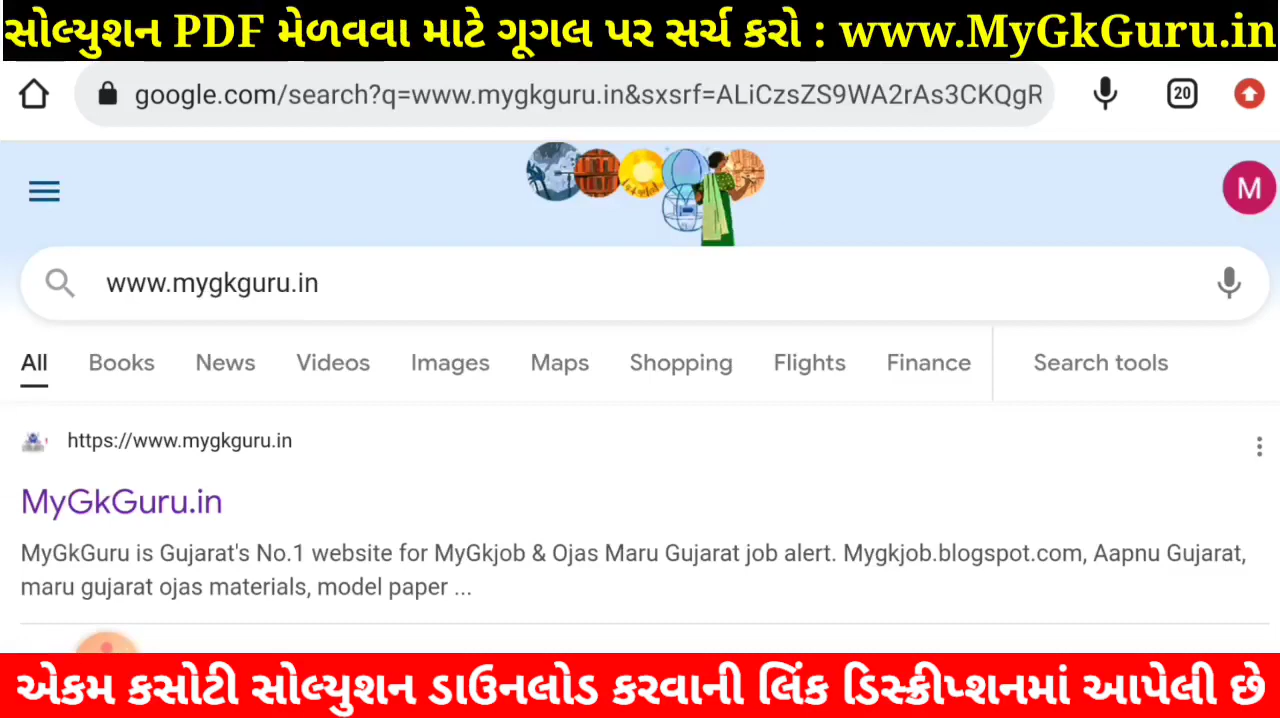 સોલ્યુશન PDF મેળવવા માટે ગૂગલ પર સર્ચ કરો : www.MyGkGuru.in
google.com/search?q=www.mygkguru.in&sxsrf=ALiCzsZS9WA2rAs3CKQgR
20
M
www.mygkguru.in
All Books News Videos Images Maps Shopping Flights Finance Search tools
https://www.mygkguru.in
MyGkGuru.in
MyGkGuru is Gujarat's No.1 website for MyGkjob & Ojas Maru Gujarat job alert. Mygkjob.blogspot.com, Aapnu Gujarat,
maru gujarat ojas materials, model paper ...
એકમ કસોટી સોલ્યુશન ડાઉનલોડ કરવાની લિંક ડિસ્ક્રીપ્શનમાં આપેલી છે